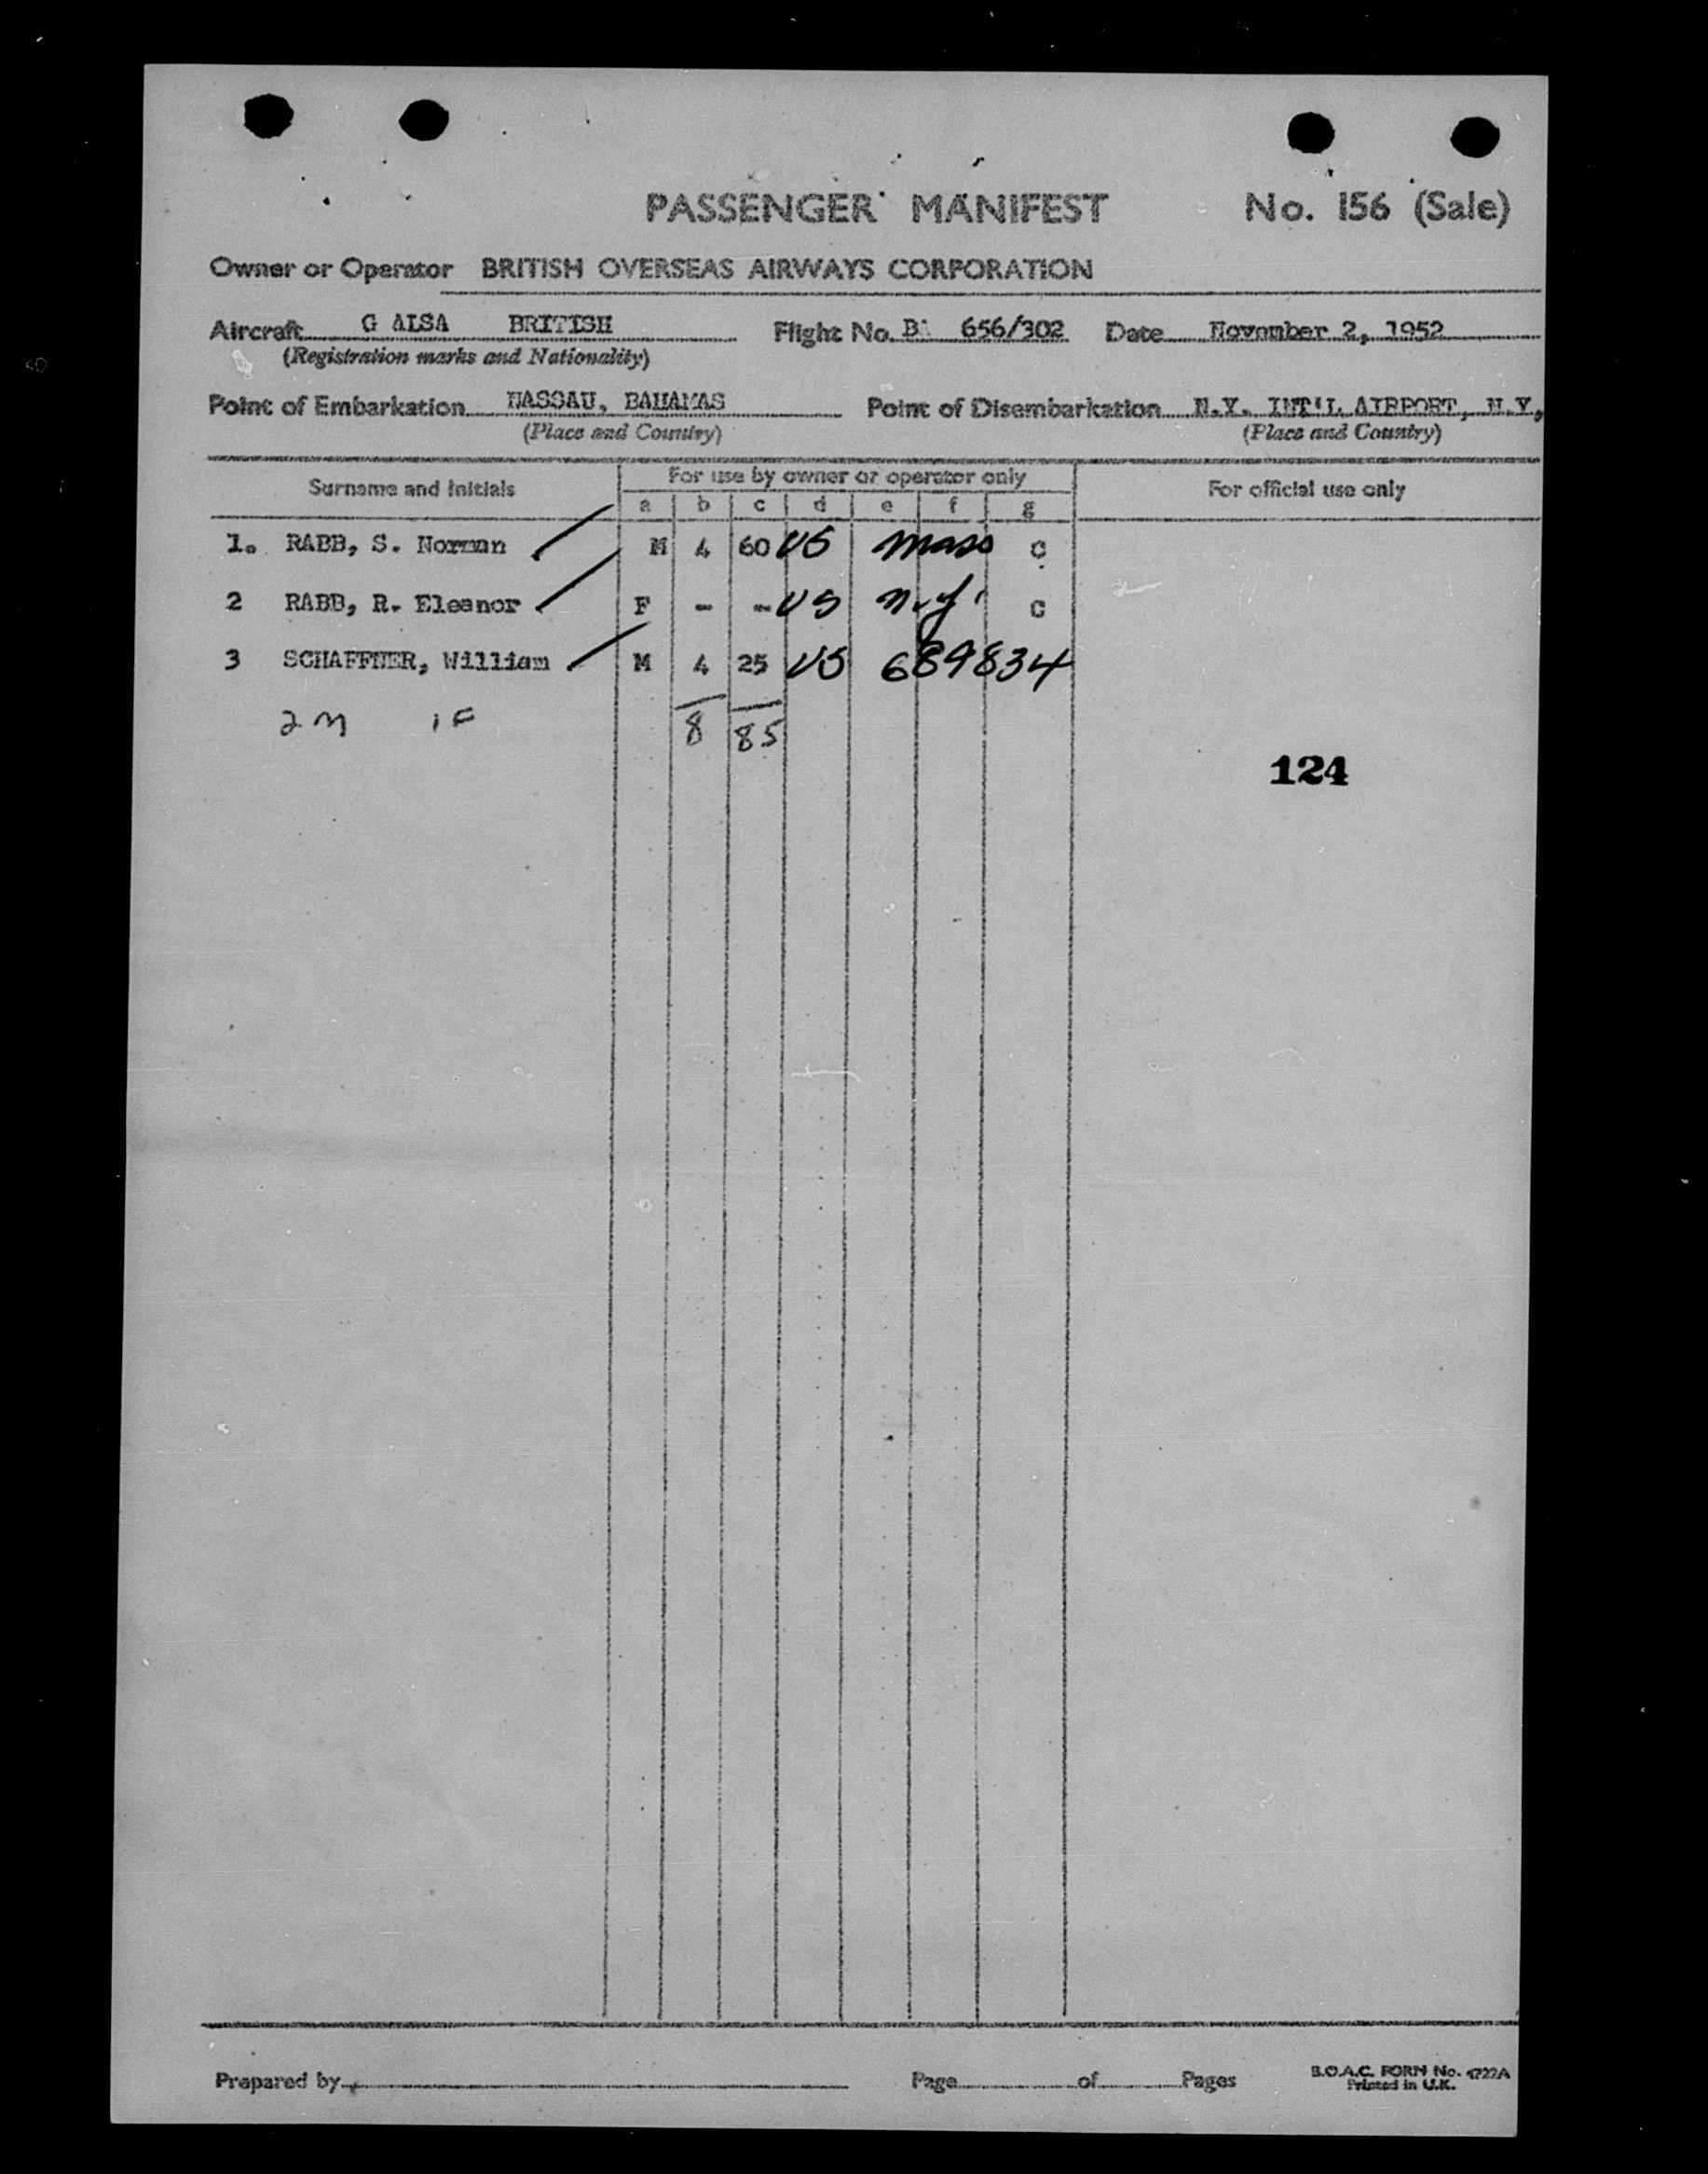 PASSENGER MANIFEST No. 156 (Sale)
Owner or Operator BRITISH OVERSEAS AIRWAYS CORPORATION
Aircraft G ALSA BRITISH Flight No. BA 656/302 Date November 2, 1952
(Registration marks and Nationality)
Point of Embarkation NASSAU, BAHAMAS Point of Disembarkation N.Y. INT'L AIRPORT, N.Y,
(Place and Country) (Place and Country)
Surname and Initials For use by owner or operator only For official use only
a b c d e f g
1. RABB, S. Norman M 4 60 US Mass C
2 RABB, R. Eleanor F - - US N.Y. C
3 SCHAFFNER, William M 4 25 US 689834
2 M 1 F 8 85
124
Prepared by Page of Pages B.O.A.C. FORM No. 4722A
Printed in U.K.